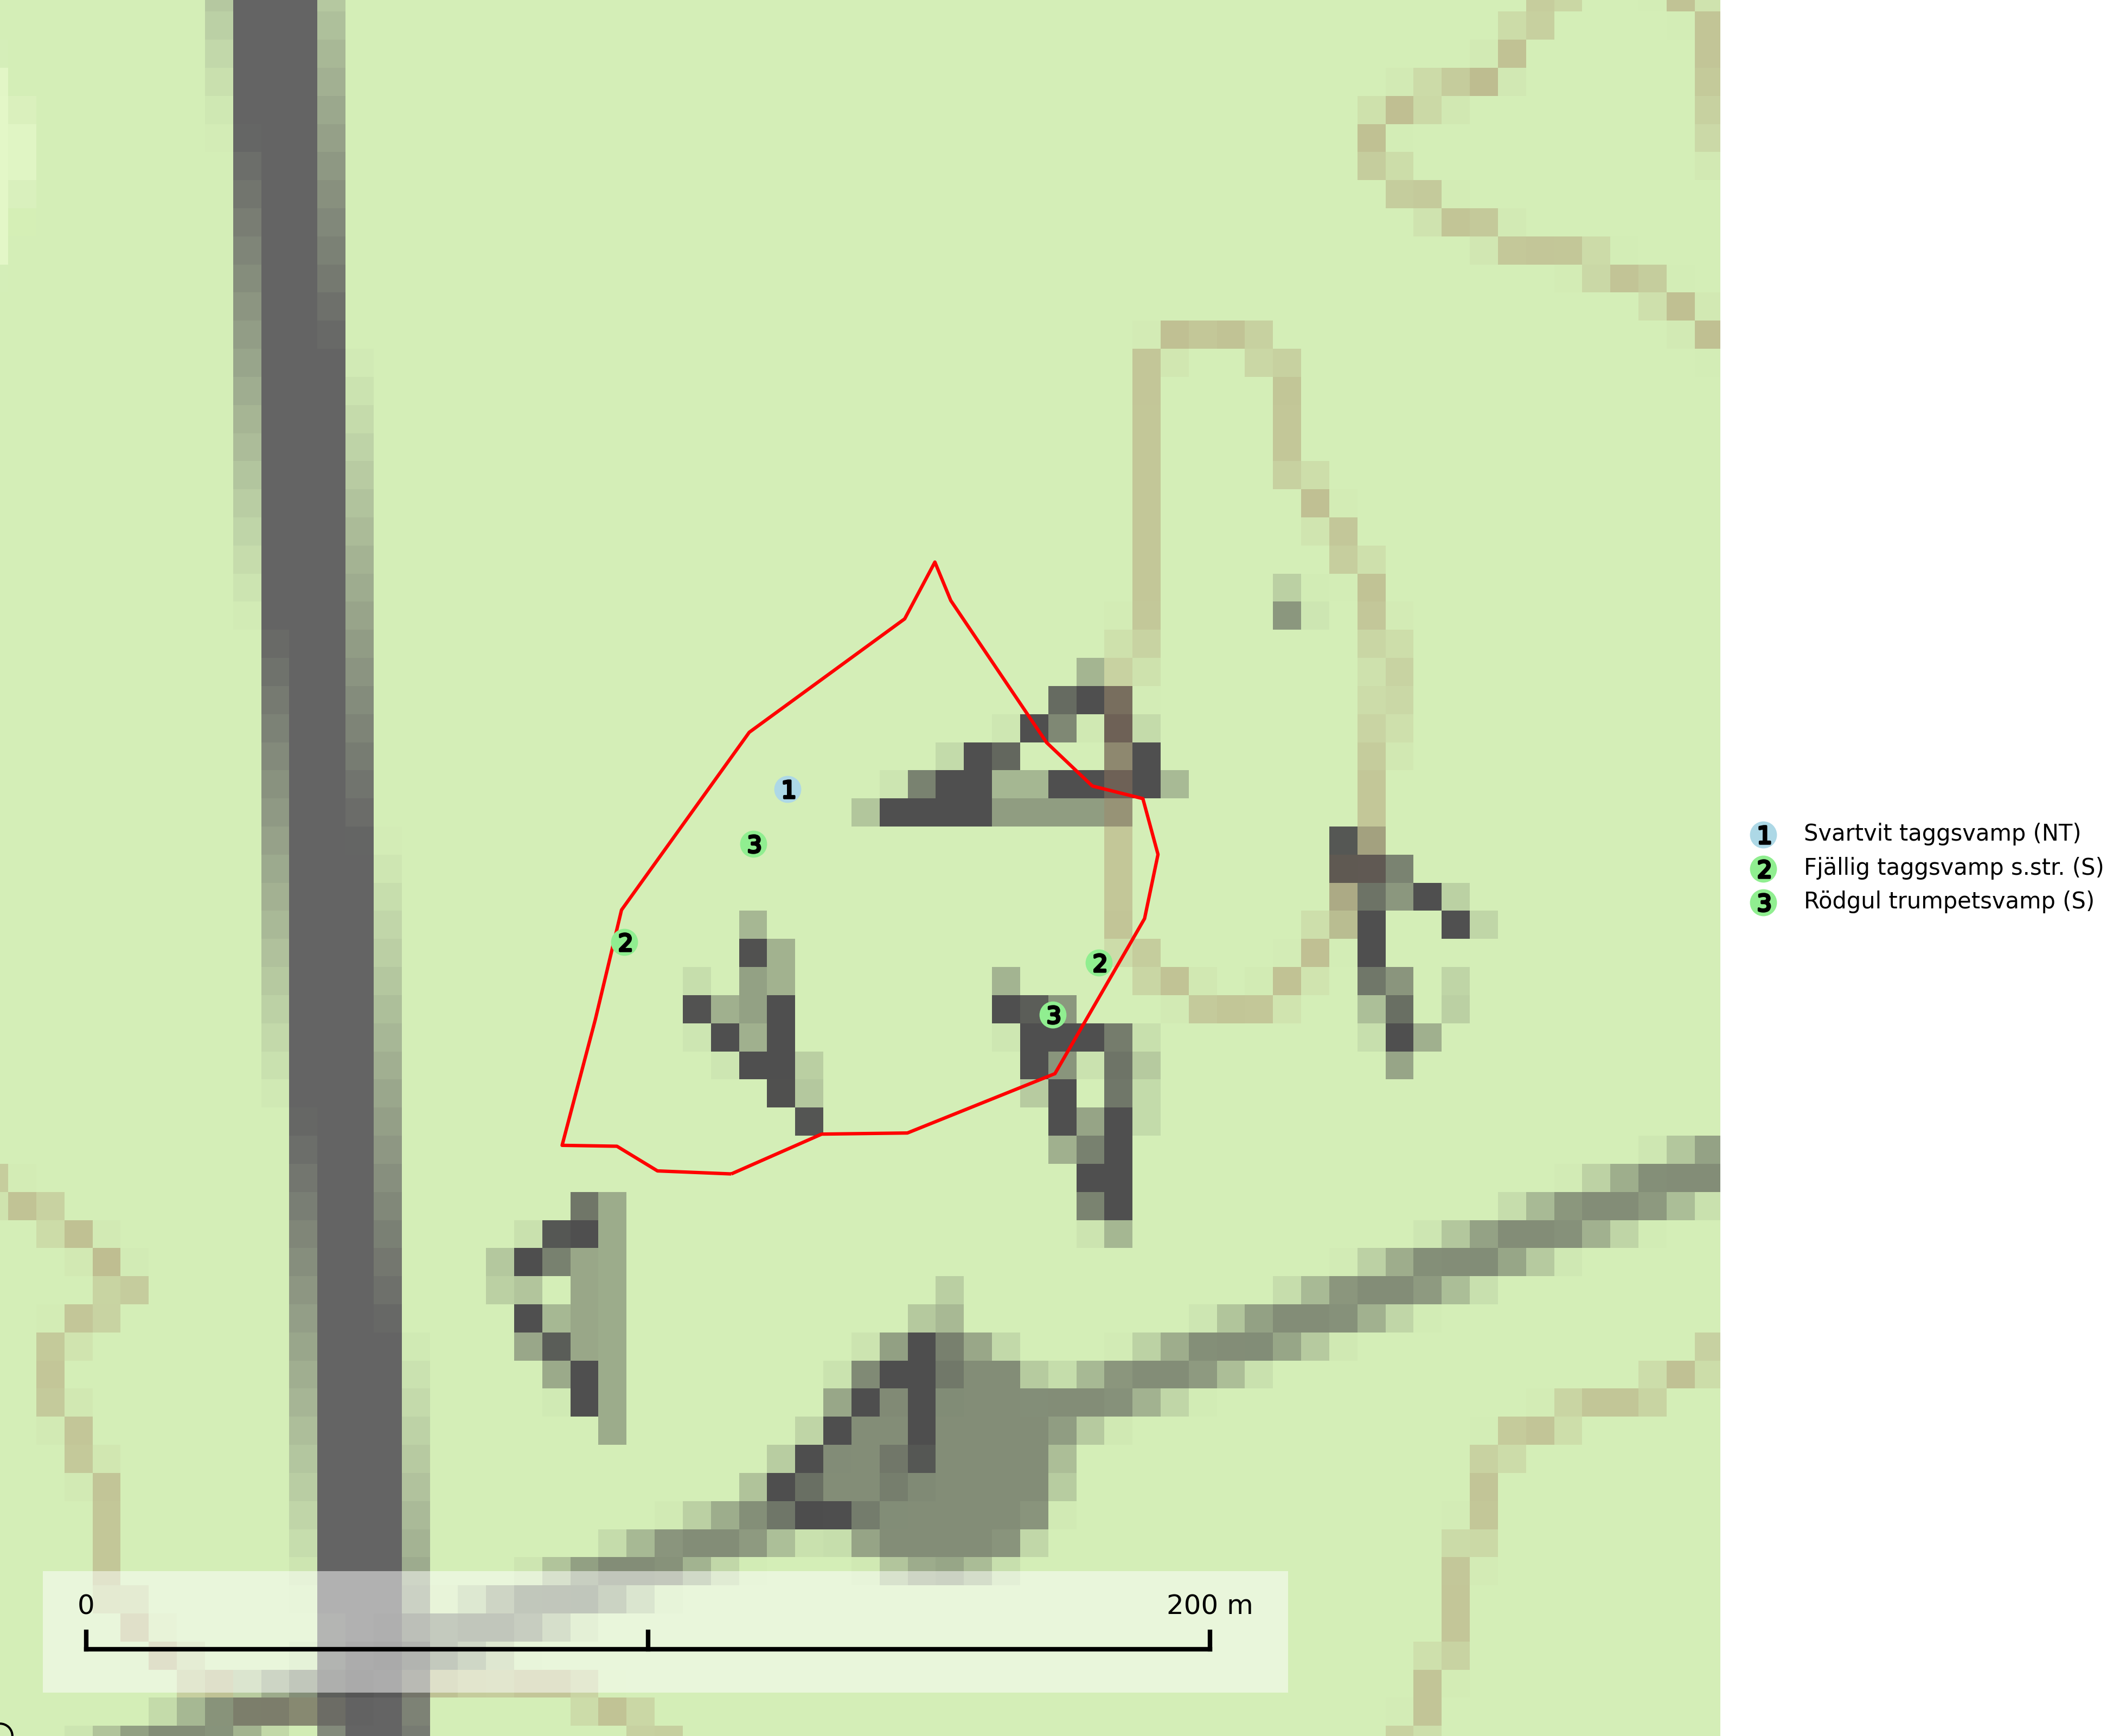 1
3
2
2
3
1 Svartvit taggsvamp (NT)
2 Fjällig taggsvamp s.str. (S)
3 Rödgul trumpetsvamp (S)
0 200 m